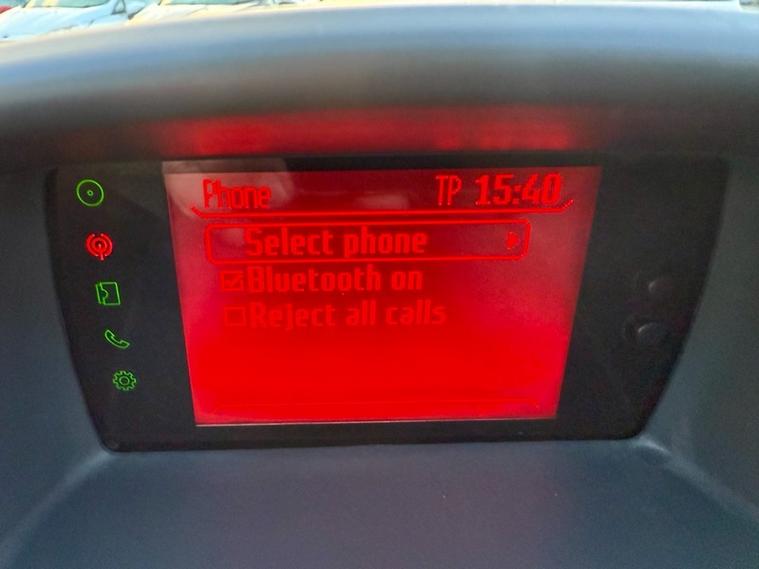 Phone TP 15:40
Select phone
Bluetooth on
Reject all calls